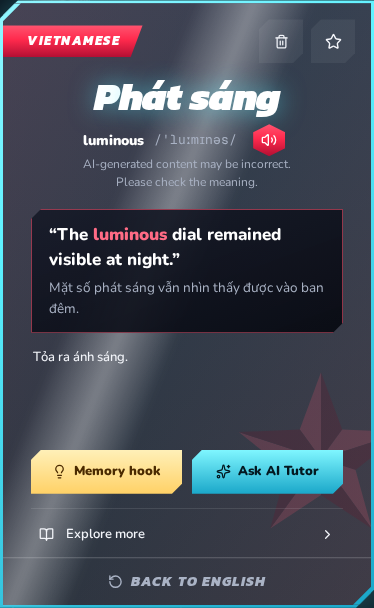 VIETNAMESE
Phát sáng
luminous /ˈluːmɪnəs/
AI-generated content may be incorrect.
Please check the meaning.
“The luminous dial remained
visible at night.”
Mặt số phát sáng vẫn nhìn thấy được vào ban
đêm.
Tỏa ra ánh sáng.
Memory hook
Ask AI Tutor
Explore more
BACK TO ENGLISH